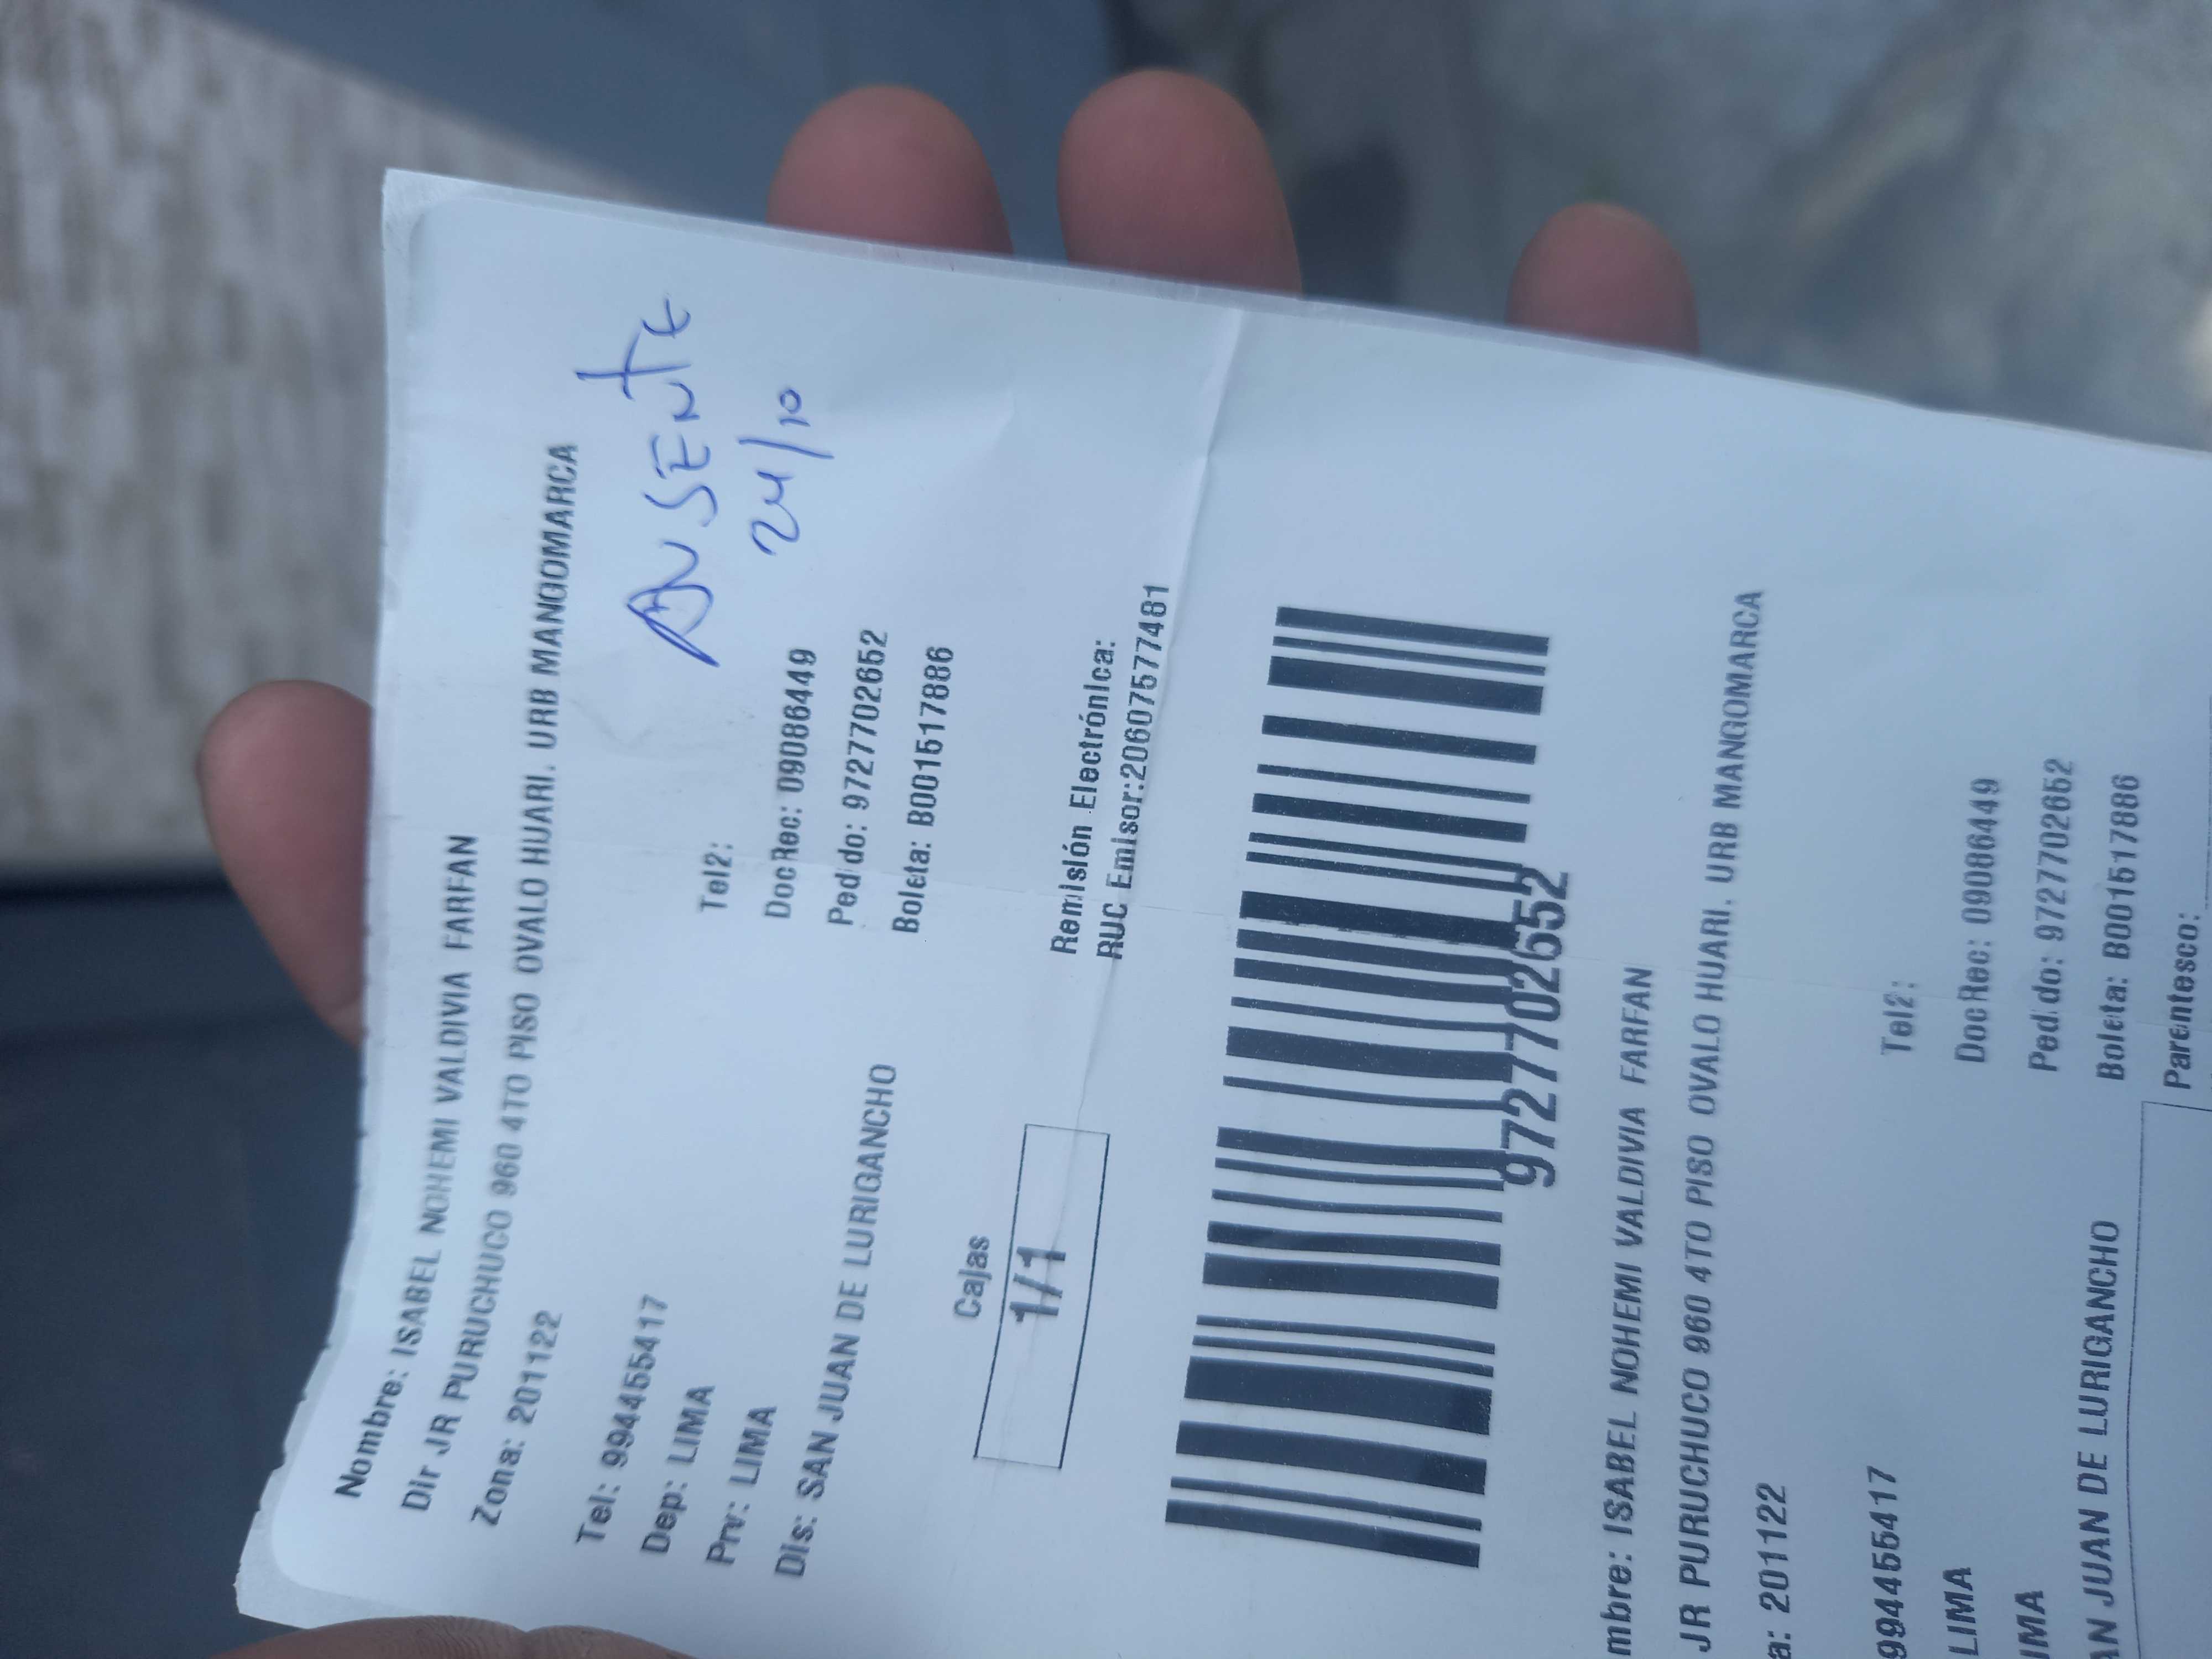 Nombre: ISABEL NOHEMI VALDIVIA FARFAN
Dir JR PURUCHUCO 960 4TO PISO OVALO HUARI. URB MANGOMARCA
Zona: 201122
AUSENTE
24/10
Tel: 994455417
Tel2:
Dep: LIMA
DocRec: 09086449
Prv: LIMA
Pedido: 9727702652
Dis: SAN JUAN DE LURIGANCHO
Boleta: B001517886
Cajas
1/1
Remisión Electrónica:
RUC Emisor:20607577481
9727702652
mbre: ISABEL NOHEMI VALDIVIA FARFAN
JR PURUCHUCO 960 4TO PISO OVALO HUARI. URB MANGOMARCA
a: 201122
994455417
Tel2:
LIMA
DocRec: 09086449
IMA
Pedido: 9727702652
AN JUAN DE LURIGANCHO
Boleta: B001517886
Parentesco: